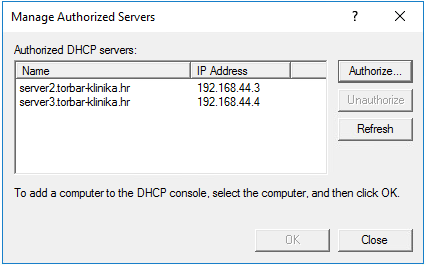 Manage Authorized Servers
Authorized DHCP servers:
Name IP Address
server2.torbar-klinika.hr 192.168.44.3
server3.torbar-klinika.hr 192.168.44.4
Authorize...
Unauthorize
Refresh
To add a computer to the DHCP console, select the computer, and then click OK.
OK Close